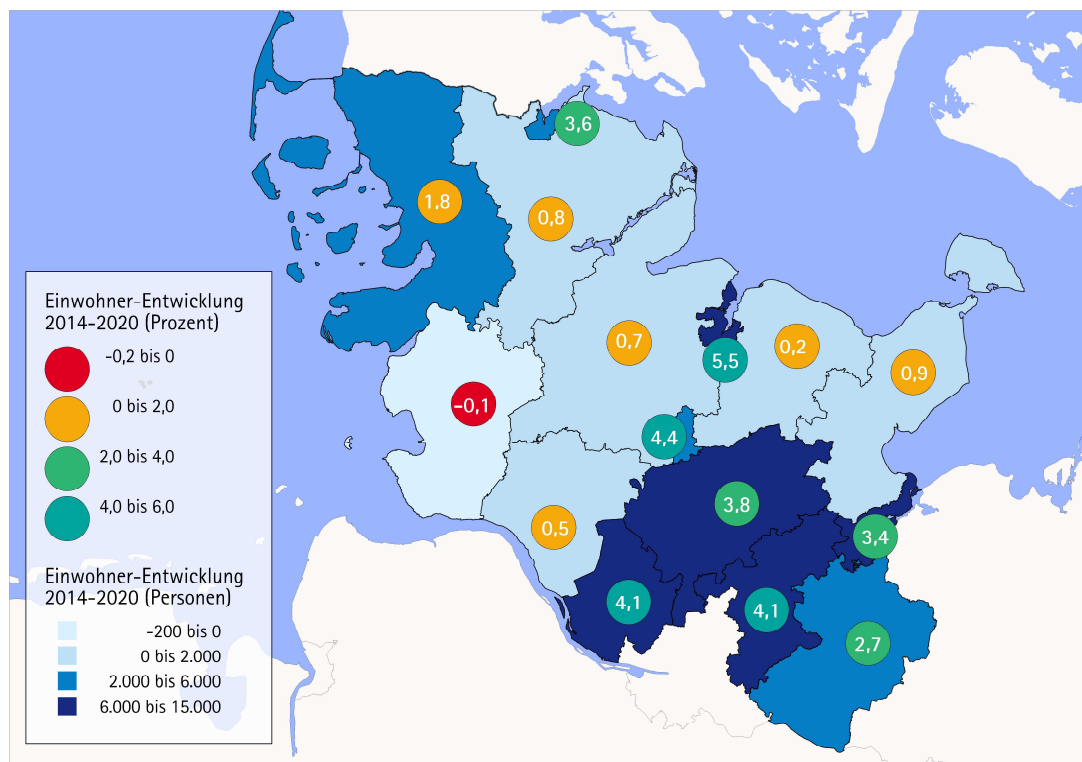 3,6
1,8
0,8
0,7
5,5
0,2
0,9
-0,1
4,4
3,8
0,5
3,4
4,1
4,1
2,7
Einwohner-Entwicklung
2014-2020 (Prozent)
-0,2 bis 0
0 bis 2,0
2,0 bis 4,0
4,0 bis 6,0
Einwohner-Entwicklung
2014-2020 (Personen)
-200 bis 0
0 bis 2.000
2.000 bis 6.000
6.000 bis 15.000